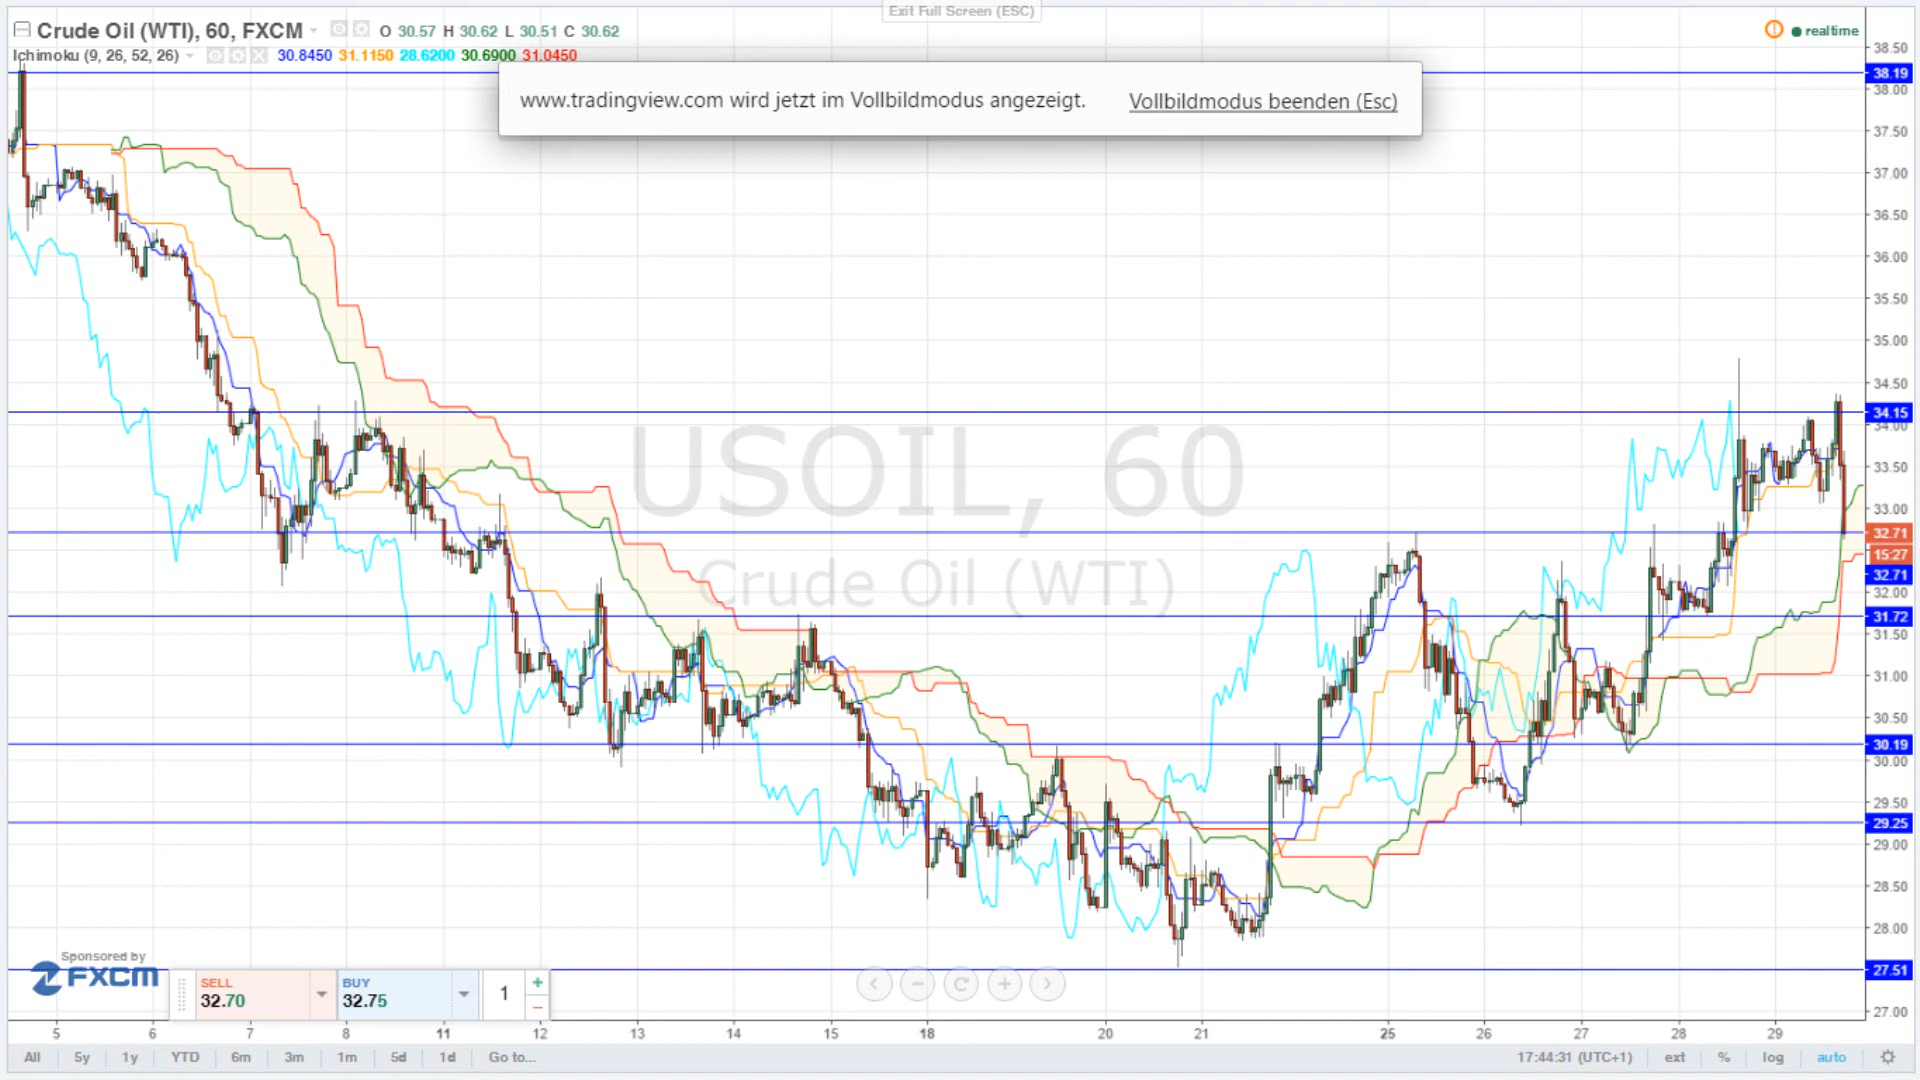 Exit Full Screen (ESC)
Crude Oil (WTI), 60, FXCM O 30.57 H 30.62 L 30.51 C 30.62
realtime
Ichimoku (9, 26, 52, 26) 30.8450 31.1150 28.6200 30.6900 31.0450
www.tradingview.com wird jetzt im Vollbildmodus angezeigt. Vollbildmodus beenden (Esc)
38.50
38.19
38.00
37.50
37.00
36.50
36.00
35.50
35.00
34.50
34.15
34.00
33.50
33.00
32.71
15:27
32.71
32.00
31.72
31.50
31.00
30.50
30.19
30.00
29.50
29.25
29.00
28.50
28.00
27.51
27.00
USOIL, 60
Crude Oil (WTI)
Sponsored by
FXCM
SELL
32.70
BUY
32.75
1
5 6 7 8 11 12 13 14 15 18 20 21 25 26 27 28 29
All 5y 1y YTD 6m 3m 1m 5d 1d Go to... 17:44:31 (UTC+1) ext % log auto